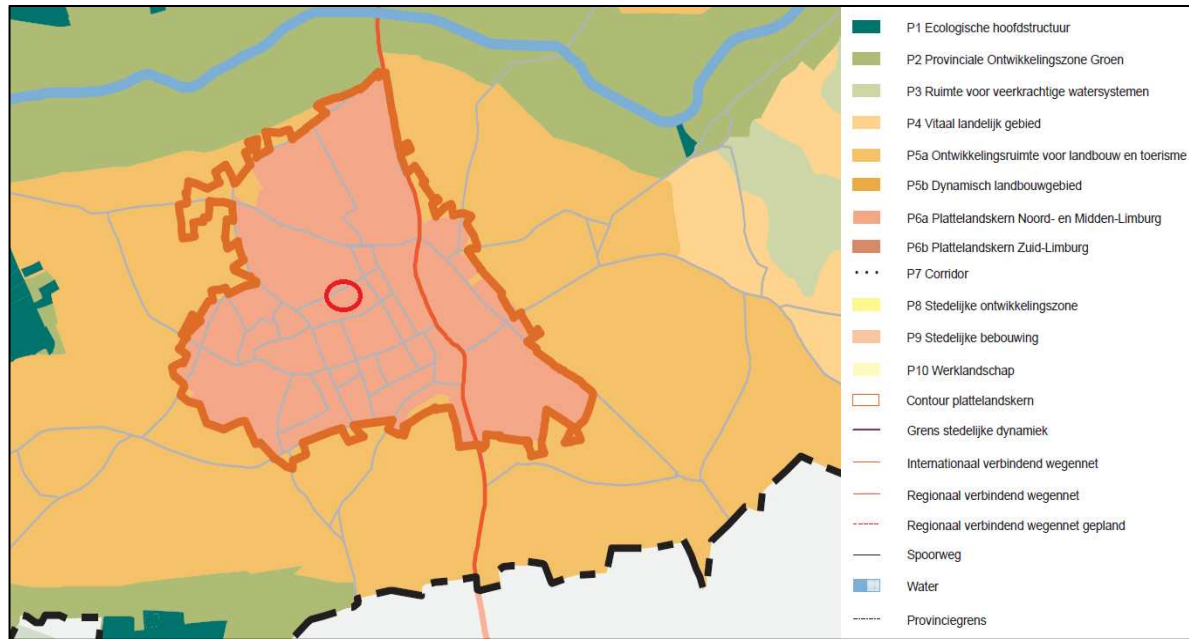 P1 Ecologische hoofdstructuur
P2 Provinciale Ontwikkelingszone Groen
P3 Ruimte voor veerkrachtige watersystemen
P4 Vitaal landelijk gebied
P5a Ontwikkelingsruimte voor landbouw en toerisme
P5b Dynamisch landbouwgebied
P6a Plattelandskern Noord- en Midden-Limburg
P6b Plattelandskern Zuid-Limburg
P7 Corridor
P8 Stedelijke ontwikkelingszone
P9 Stedelijke bebouwing
P10 Werklandschap
Contour plattelandskern
Grens stedelijke dynamiek
Internationaal verbindend wegennet
Regionaal verbindend wegennet
Regionaal verbindend wegennet gepland
Spoorweg
Water
Provinciegrens